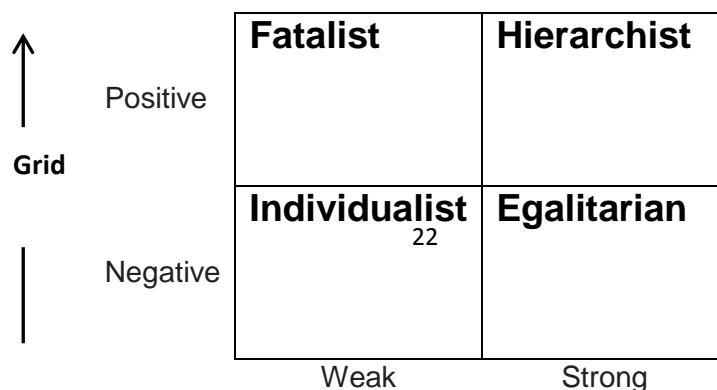 Fatalist Hierarchist
Positive
Grid
Individualist Egalitarian
22
Negative
Weak Strong